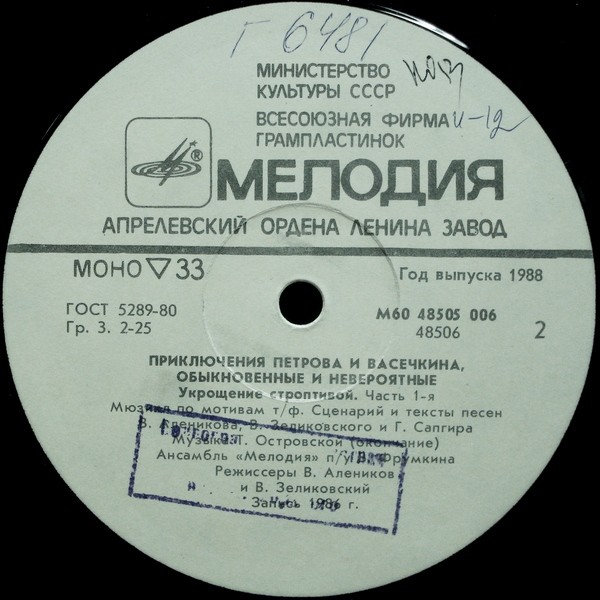 Г 6481
МИНИСТЕРСТВО
КУЛЬТУРЫ СССР
ВСЕСОЮЗНАЯ ФИРМА
и-12
ГРАМПЛАСТИНОК
®
МЕЛОДИЯ
АПРЕЛЕВСКИЙ ОРДЕНА ЛЕНИНА ЗАВОД
МОНО ▽ 33
Год выпуска 1988
ГОСТ 5289-80
М60 48505 006
Гр. 3. 2-25
48506
2
ПРИКЛЮЧЕНИЯ ПЕТРОВА И ВАСЕЧКИНА,
ОБЫКНОВЕННЫЕ И НЕВЕРОЯТНЫЕ
Укрощение строптивой. Часть 1-я
Мюзикл по мотивам т/ф. Сценарий и тексты песен
В. Аленикова, В. Зеликовского и Г. Сапгира
Музыка Т. Островской (окончание)
Ансамбль «Мелодия» п/у Б. Фрумкина
Режиссеры В. Алеников
и В. Зеликовский
Запись 1986 г.